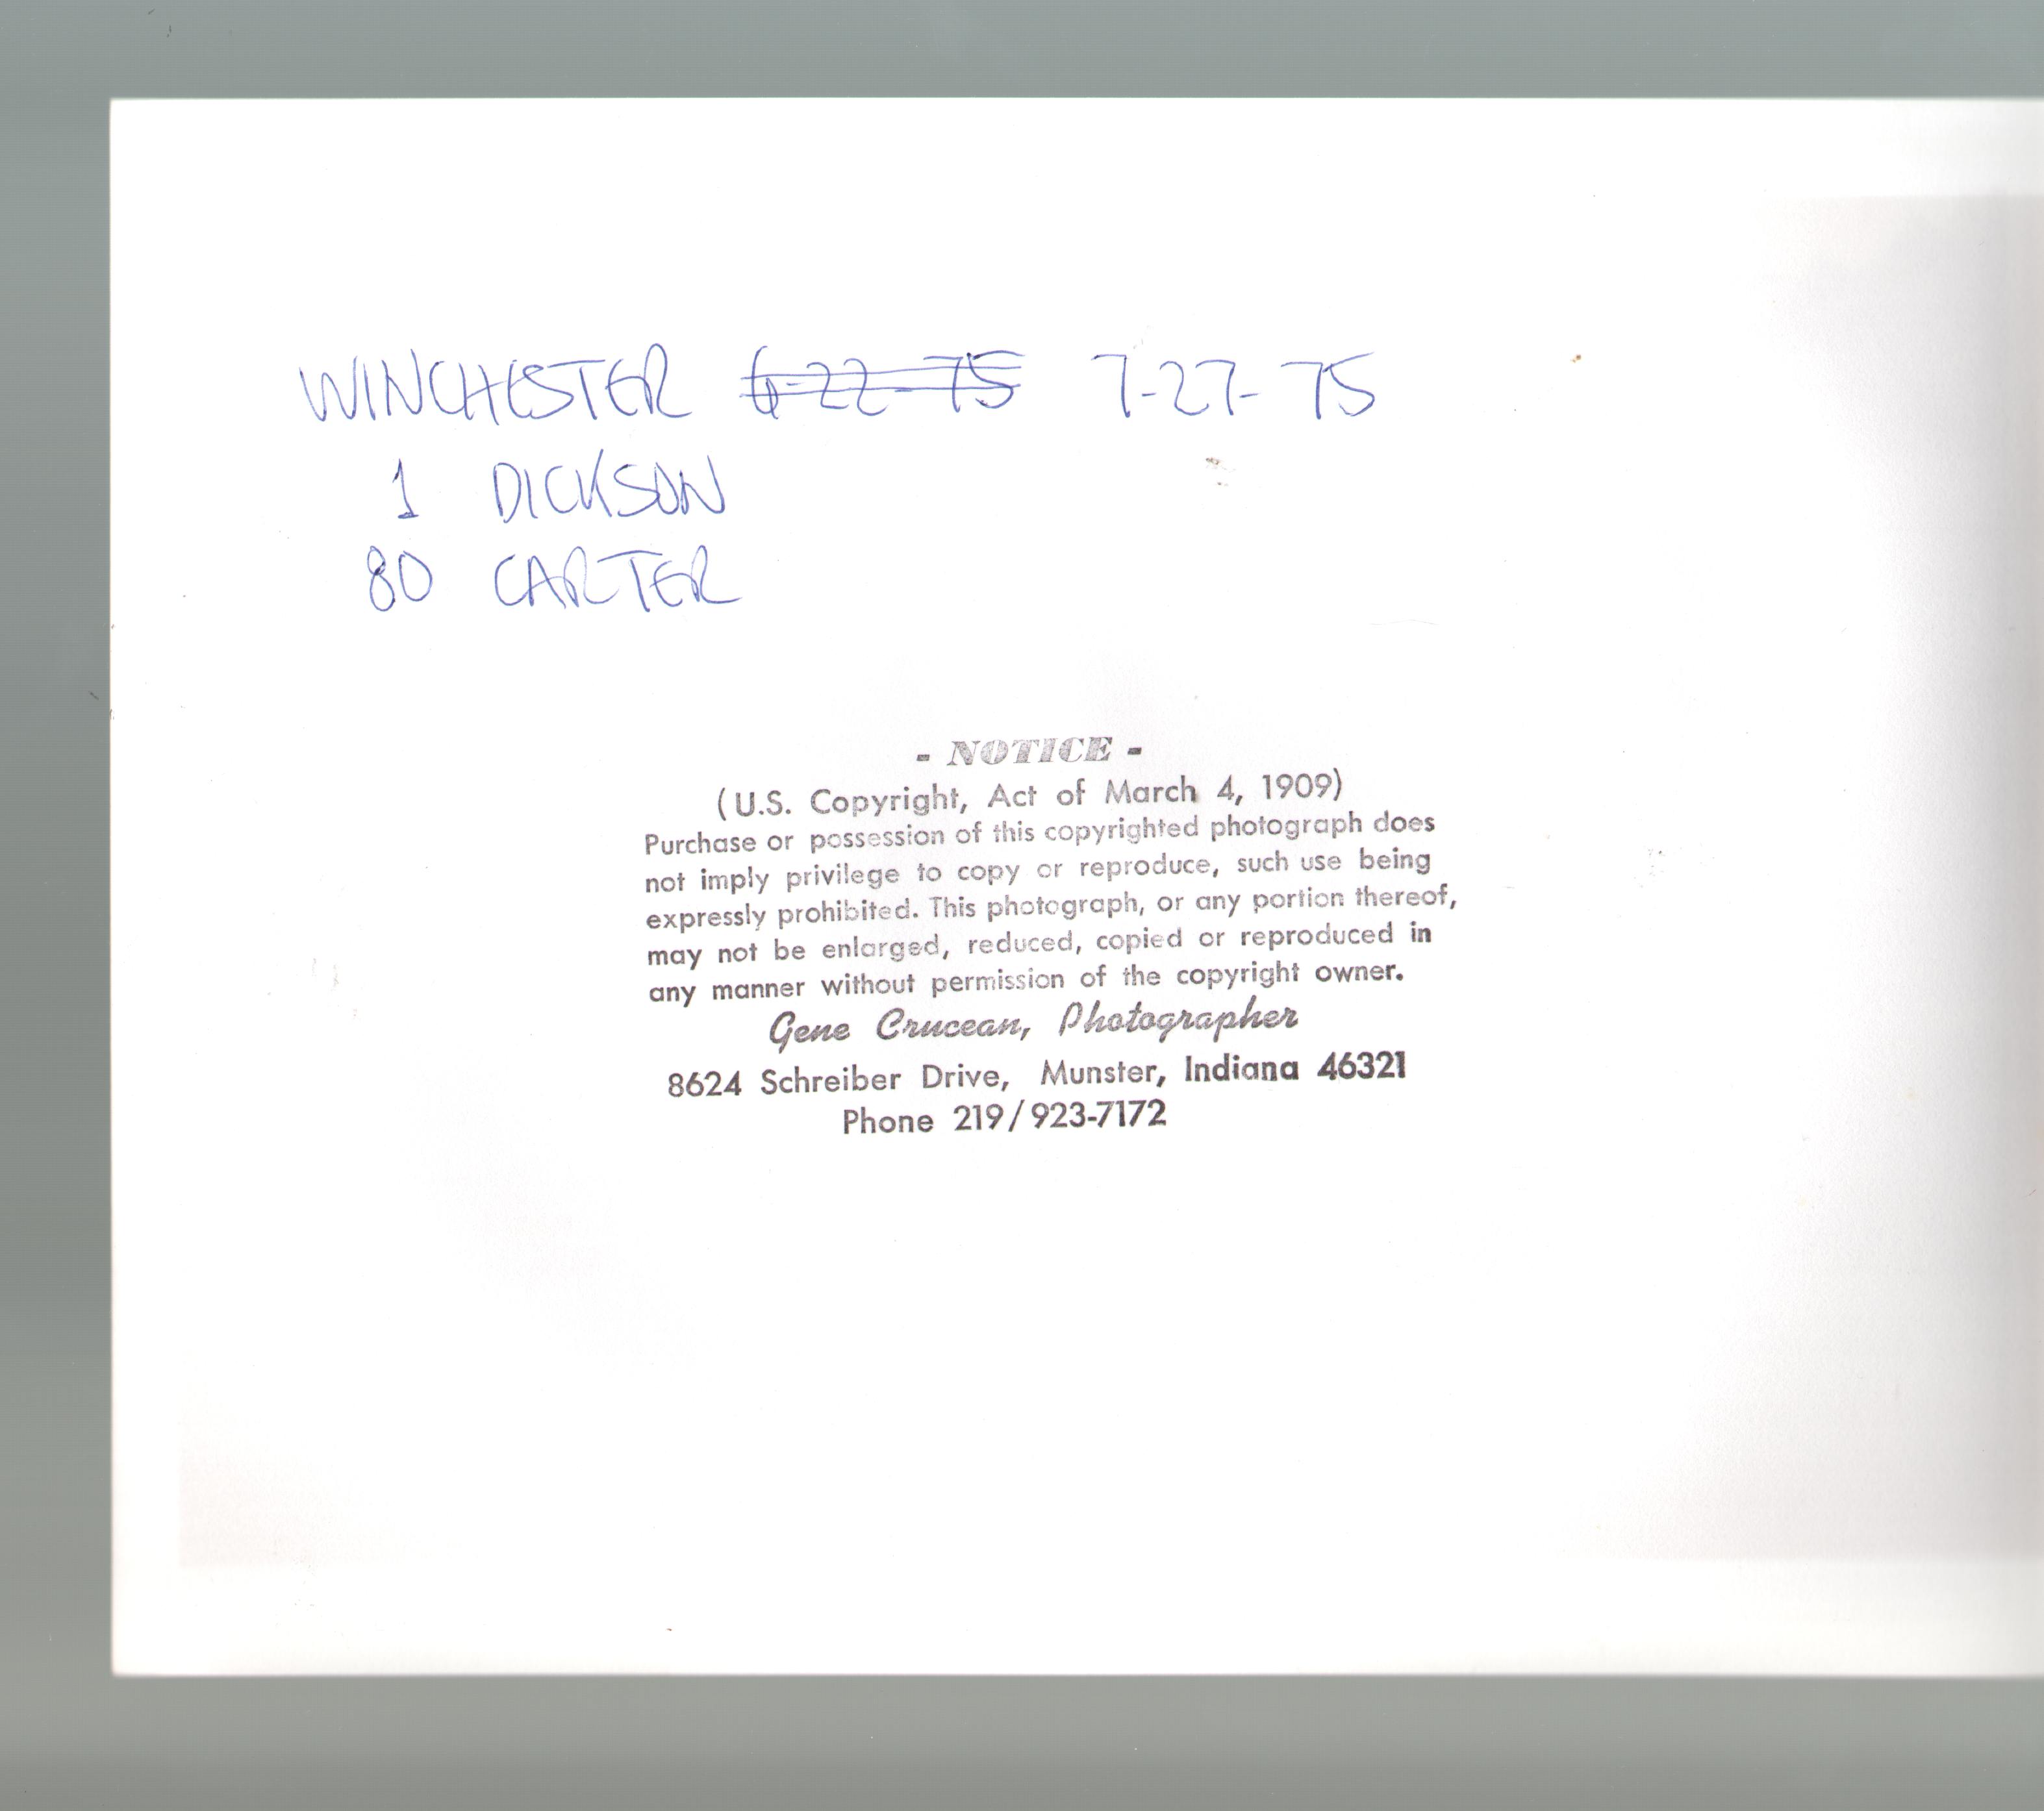 WINCHESTER 6-22-75 7-27-75
1 DICKSON
80 CARTER
- NOTICE -
(U.S. Copyright, Act of March 4, 1909)
Purchase or possession of this copyrighted photograph does
not imply privilege to copy or reproduce, such use being
expressly prohibited. This photograph, or any portion thereof,
may not be enlarged, reduced, copied or reproduced in
any manner without permission of the copyright owner.
Gene Crucean, Photographer
8624 Schreiber Drive, Munster, Indiana 46321
Phone 219/923-7172